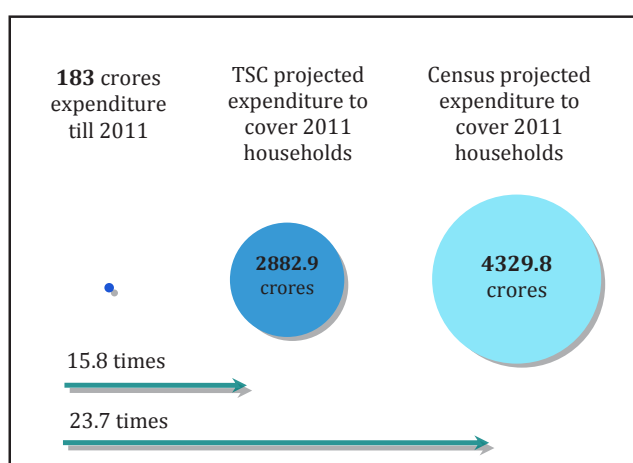 183 crores
expenditure
till 2011
TSC projected
expenditure to
cover 2011
households
Census projected
expenditure to
cover 2011
households
2882.9
crores
4329.8
crores
15.8 times
23.7 times